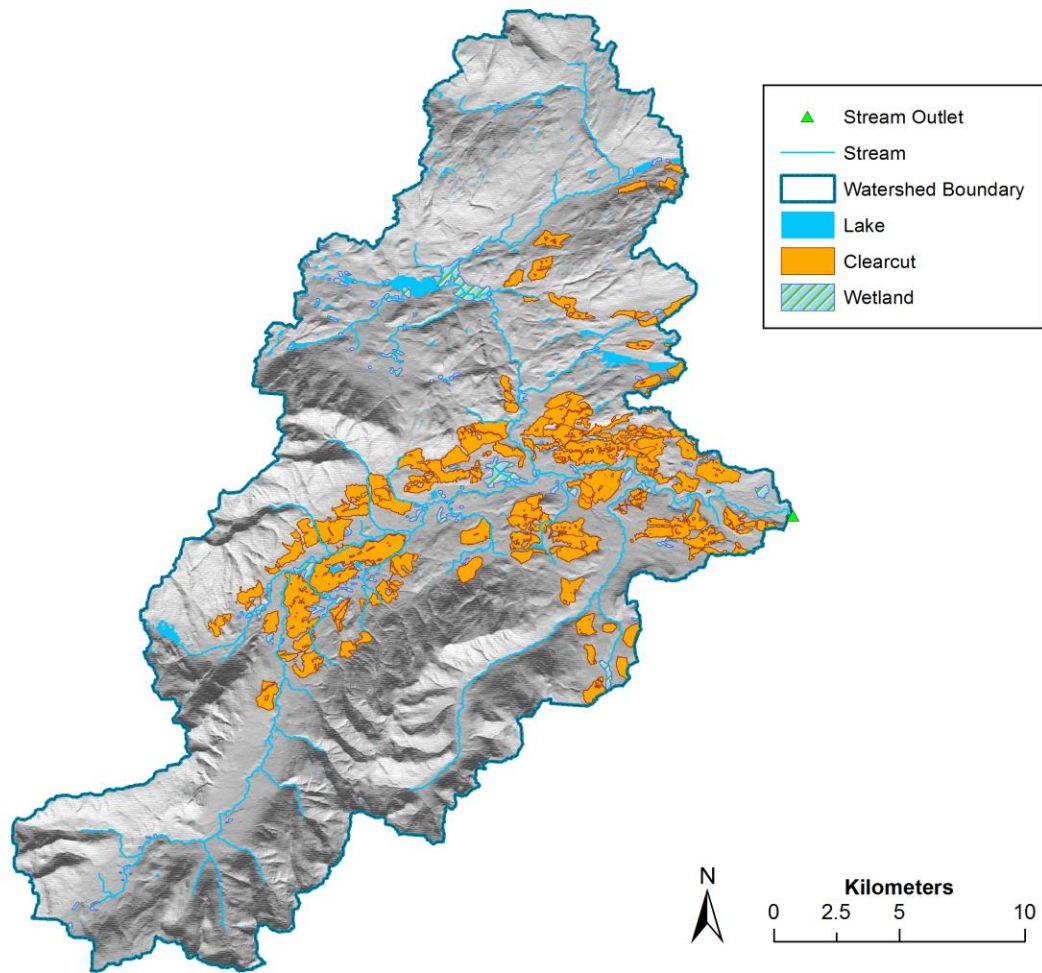 Stream Outlet
Stream
Watershed Boundary
Lake
Clearcut
Wetland
N
Kilometers
0 2.5 5 10